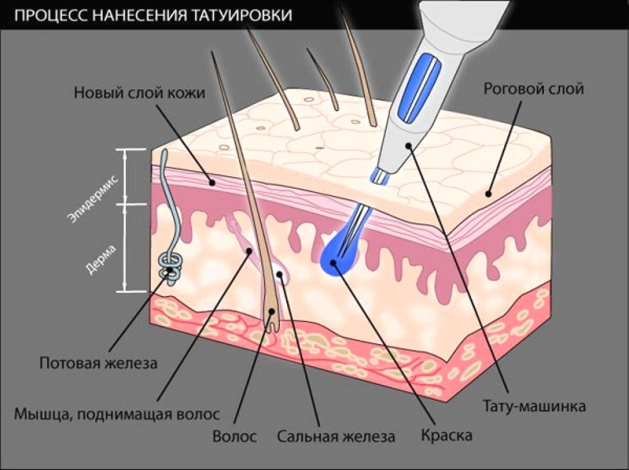 ПРОЦЕСС НАНЕСЕНИЯ ТАТУИРОВКИ
Новый слой кожи
Роговой слой
Эпидермис
Дерма
Потовая железа
Мышца, поднимащая волос
Волос
Сальная железа
Краска
Тату-машинка